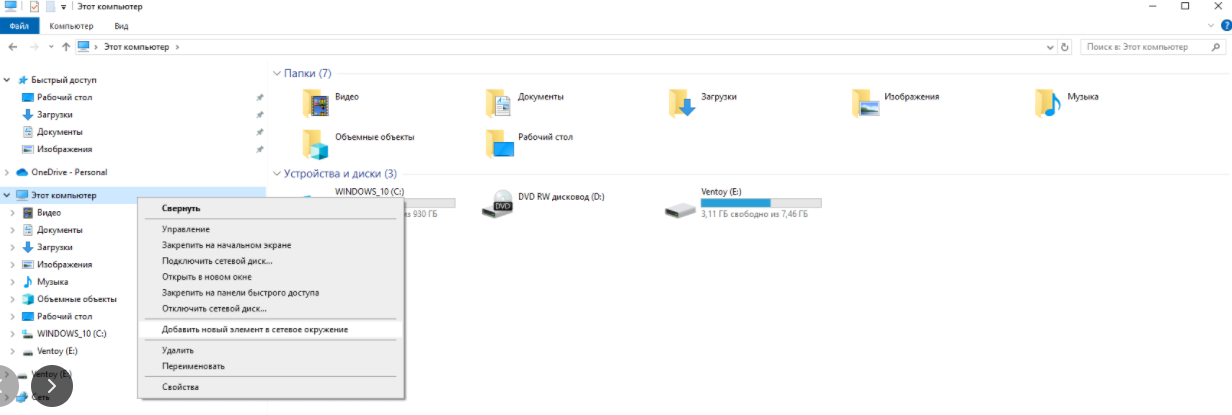 Этот компьютер
Файл Компьютер Вид
Этот компьютер
Поиск в: Этот компьютер
Быстрый доступ
Рабочий стол
Загрузки
Документы
Изображения
OneDrive - Personal
Этот компьютер
Видео
Документы
Загрузки
Изображения
Музыка
Объемные объекты
Рабочий стол
WINDOWS_10 (C:)
Ventoy (E:)
Ventoy (E:)
Сеть
Свернуть
Управление
Закрепить на начальном экране
Подключить сетевой диск...
Открыть в новом окне
Закрепить на панели быстрого доступа
Отключить сетевой диск...
Добавить новый элемент в сетевое окружение
Удалить
Переименовать
Свойства
Папки (7)
Видео
Документы
Загрузки
Изображения
Музыка
Объемные объекты
Рабочий стол
Устройства и диски (3)
WINDOWS_10 (C:)
из 930 ГБ
DVD RW дисковод (D:)
DVD
Ventoy (E:)
3,11 ГБ свободно из 7,46 ГБ